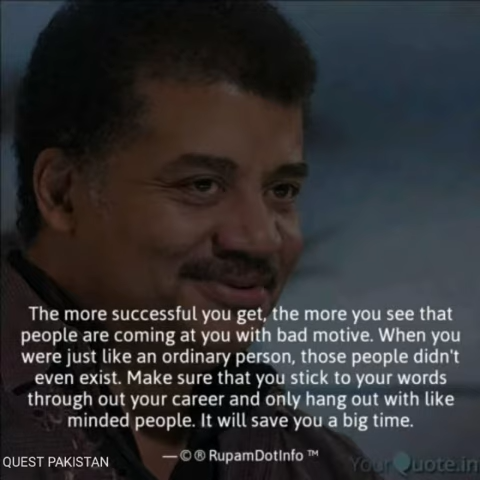 The more successful you get, the more you see that
people are coming at you with bad motive. When you
were just like an ordinary person, those people didn't
even exist. Make sure that you stick to your words
through out your career and only hang out with like
minded people. It will save you a big time.
— © ® RupamDotInfo ™
QUEST PAKISTAN
YourQuote.in